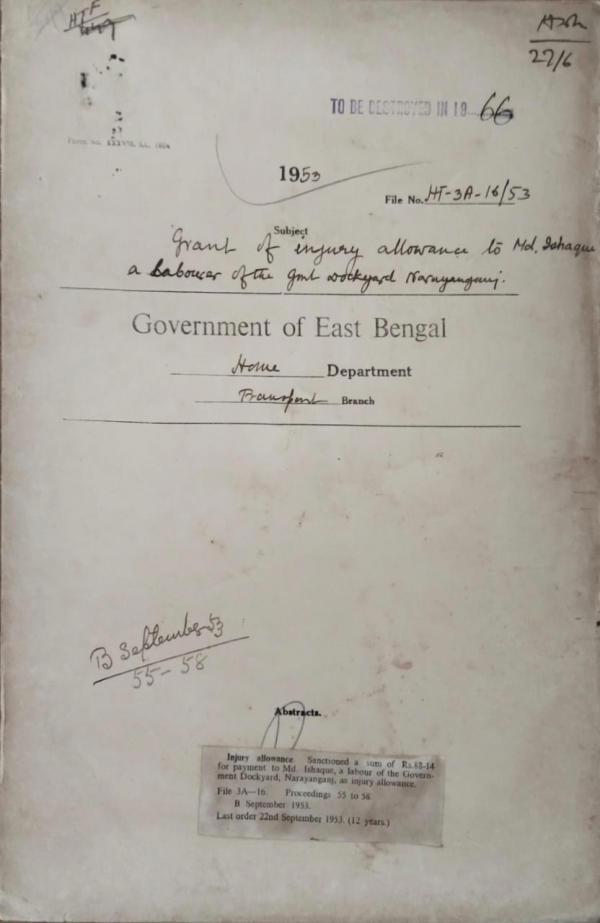 HTF
27/6
TO BE DESTROYED IN 19...66
Form No.
1953
File No. HT-3A-16/53
Subject
Grant of injury allowance to Md. Ishaque
a Labourer of the Govt Dockyard Narayanganj.
Government of East Bengal
Home Department
Transport Branch
B September 53
55-58
Abstracts.
Injury allowance. Sanctioned a sum of Rs.88-14
for payment to Md. Ishaque, a labour of the Govern-
ment Dockyard, Narayanganj, as injury allowance.
File 3A—16. Proceedings 55 to 58
B September 1953.
Last order 22nd September 1953. (12 years.)